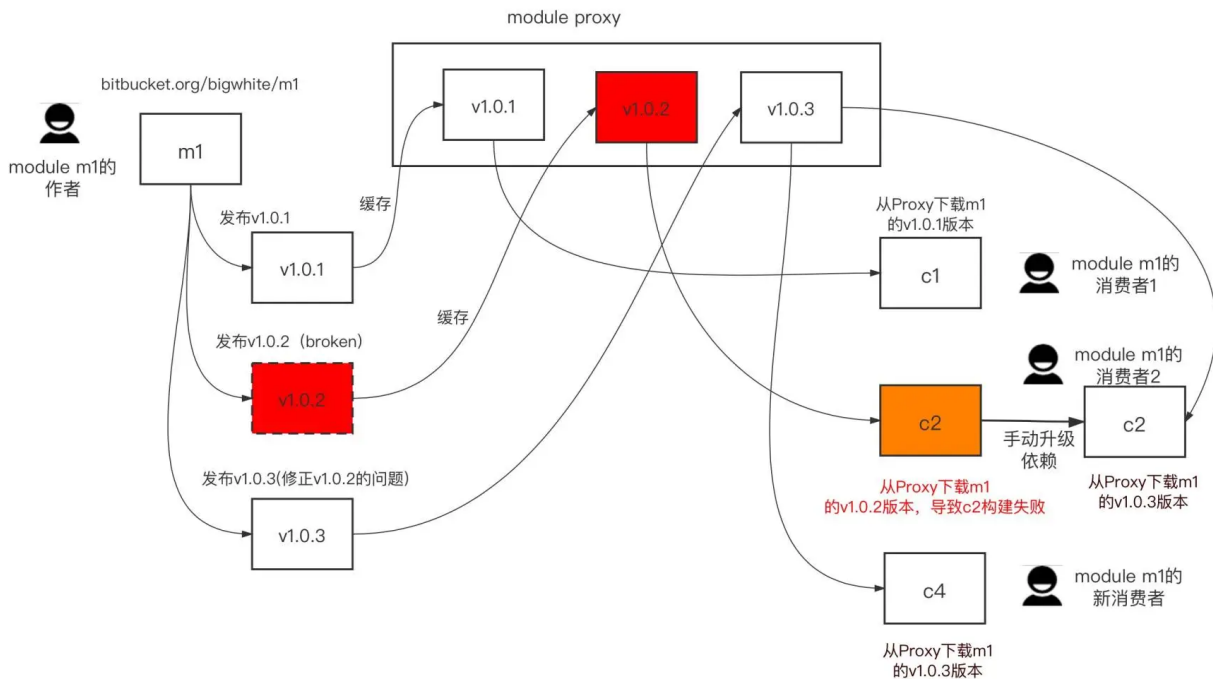 module proxy
bitbucket.org/bigwhite/m1
v1.0.1
v1.0.2
v1.0.3
m1
module m1的
作者
缓存
发布v1.0.1
v1.0.1
从Proxy下载m1
的v1.0.1版本
c1
module m1的
消费者1
缓存
发布v1.0.2（broken）
v1.0.2
module m1的
消费者2
c2
手动升级
依赖
c2
从Proxy下载m1
的v1.0.2版本，导致c2构建失败
从Proxy下载m1
的v1.0.3版本
发布v1.0.3(修正v1.0.2的问题)
v1.0.3
c4
module m1的
新消费者
从Proxy下载m1
的v1.0.3版本